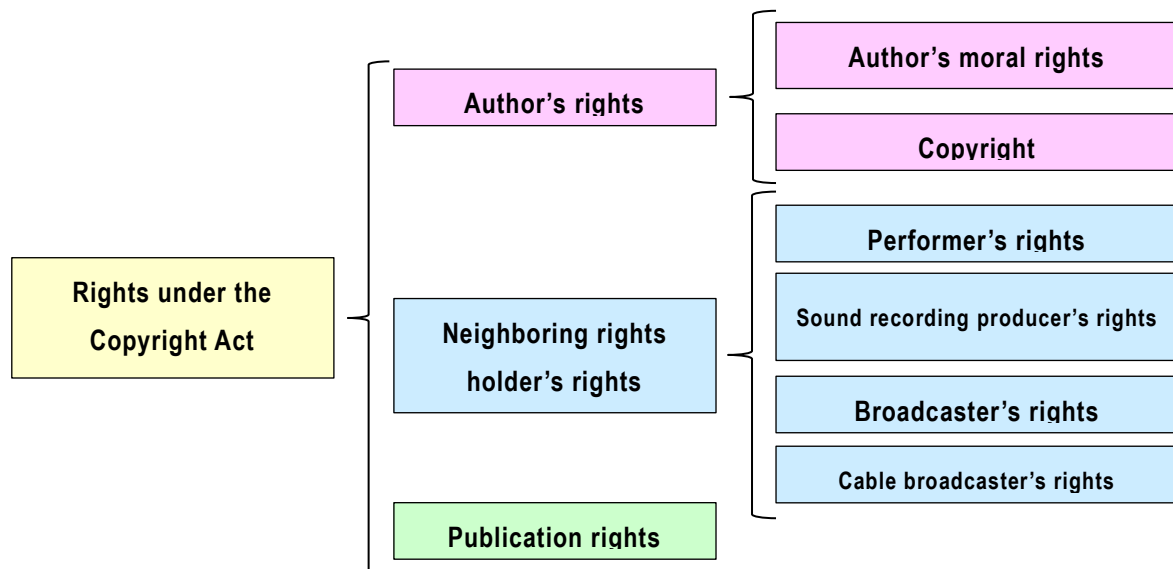 Author’s moral rights
Author’s rights
Copyright
Performer’s rights
Rights under the
Copyright Act
Sound recording producer’s rights
Neighboring rights
holder’s rights
Broadcaster’s rights
Cable broadcaster’s rights
Publication rights